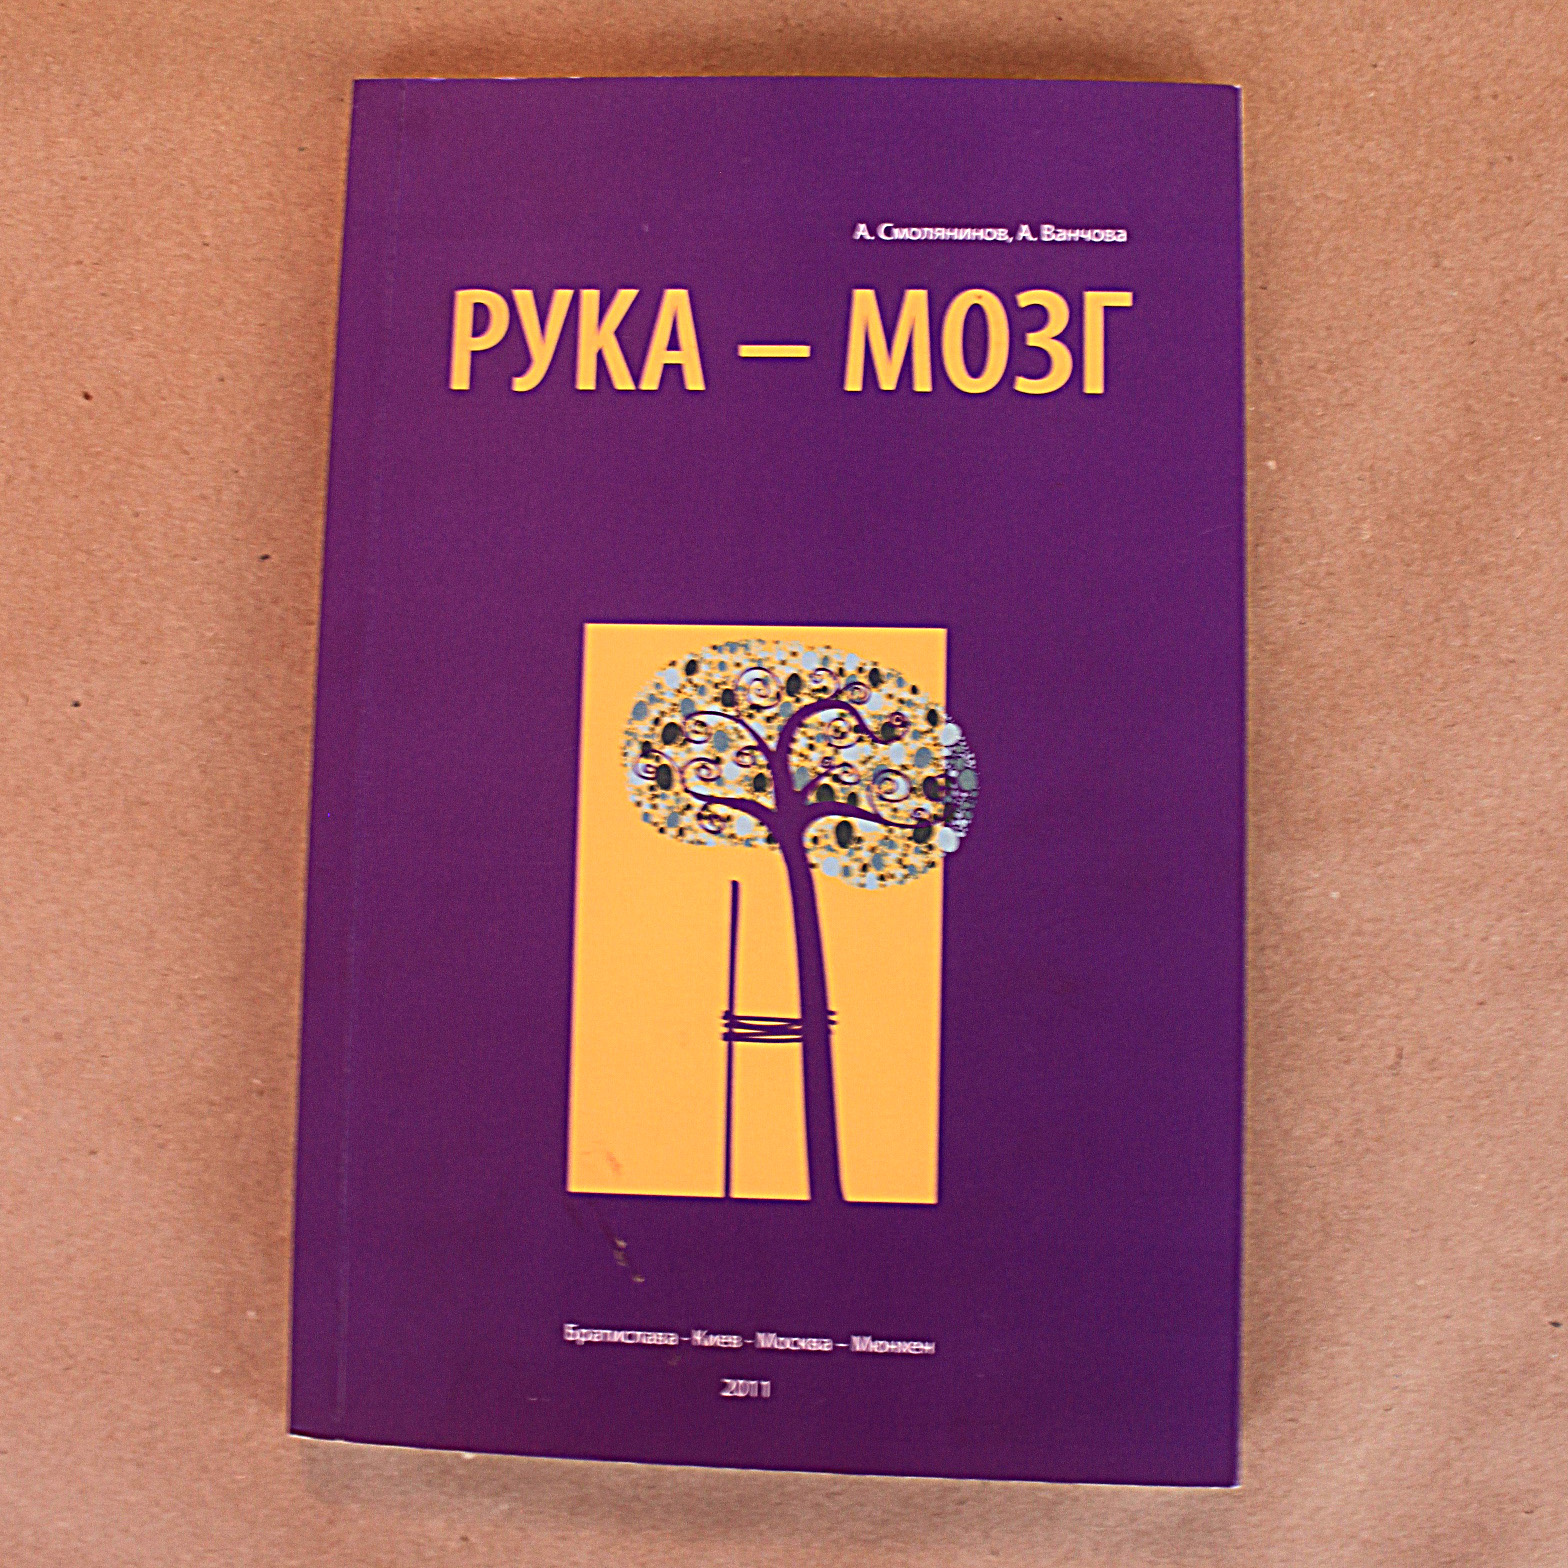 А. Смолянинов, А. Ванчова
РУКА – МОЗГ
Братислава - Киев - Москва – Мюнхен
2011